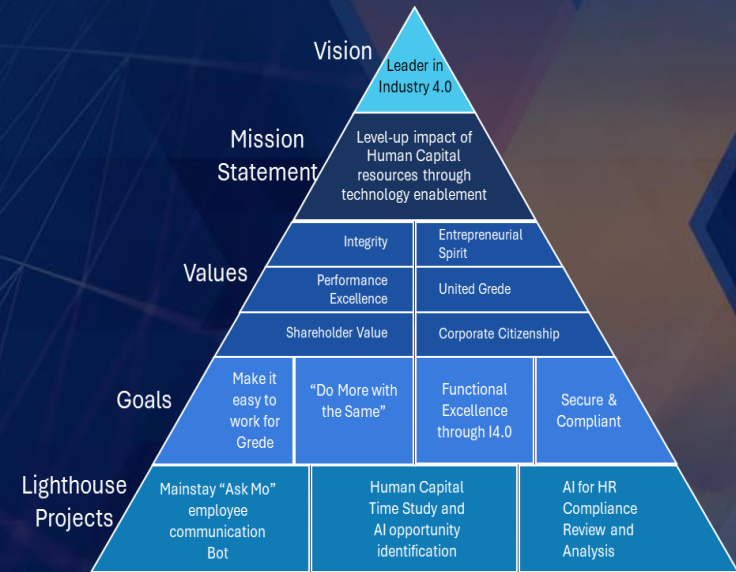 Vision
Leader in
Industry 4.0
Mission
Statement
Level-up impact of
Human Capital
resources through
technology enablement
Values
Integrity
Entrepreneurial
Spirit
Performance
Excellence
United Grede
Shareholder Value
Corporate Citizenship
Goals
Make it
easy to
work for
Grede
“Do More with
the Same”
Functional
Excellence
through I4.0
Secure &
Compliant
Lighthouse
Projects
Mainstay “Ask Mo”
employee
communication
Bot
Human Capital
Time Study and
AI opportunity
identification
AI for HR
Compliance
Review and
Analysis